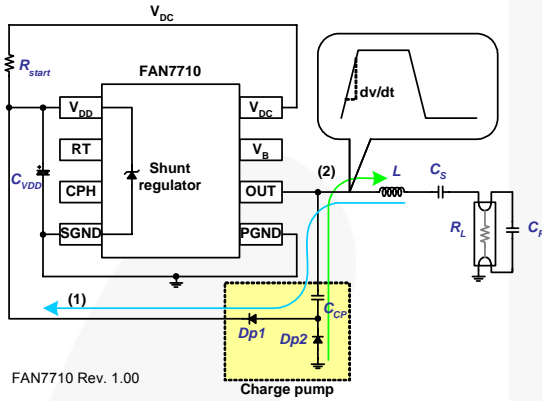 VDC
Rstart
FAN7710
VDD
VDC
dv/dt
RT
VB
Shunt
regulator
(2)
L
CS
CVDD
CPH
OUT
RL
SGND
PGND
(1)
CCP
Dp1
Dp2
FAN7710 Rev. 1.00
Charge pump